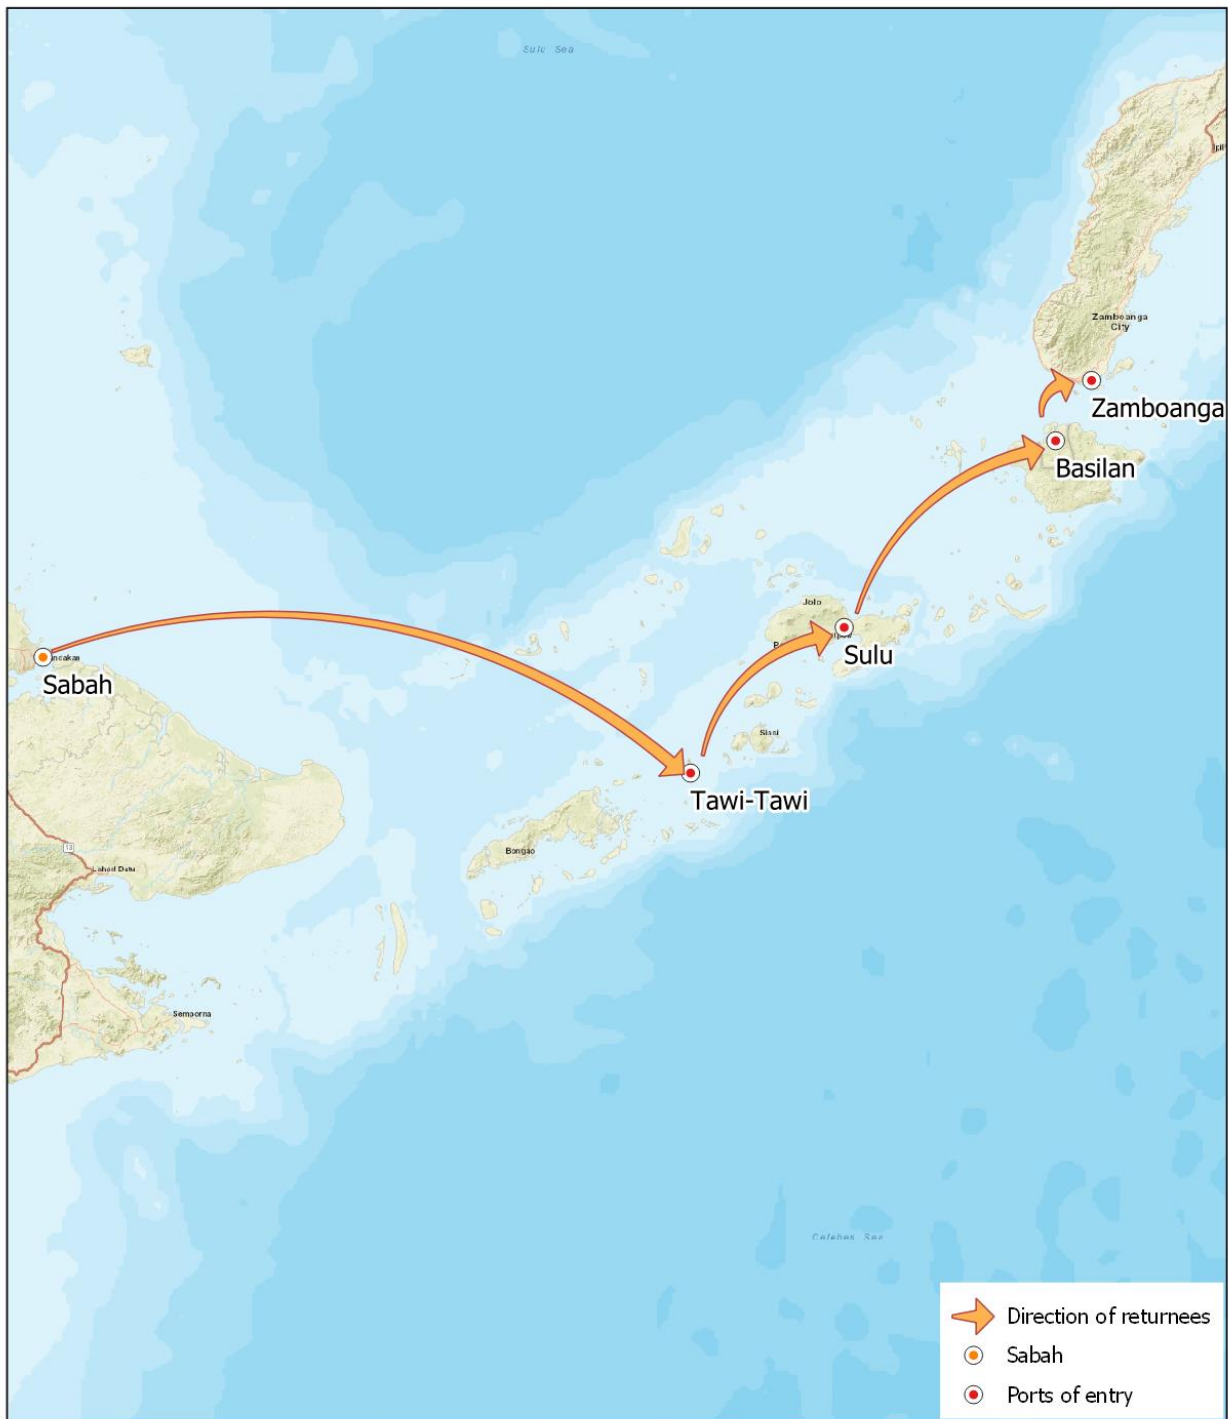 Sulu Sea
Zamboanga
City
Zamboanga
Basilan
Jolo
Sulu
Sabah
Siasi
Tawi-Tawi
Bongao
13
Lahad Datu
Semporna
Celebes Sea
Direction of returnees
Sabah
Ports of entry